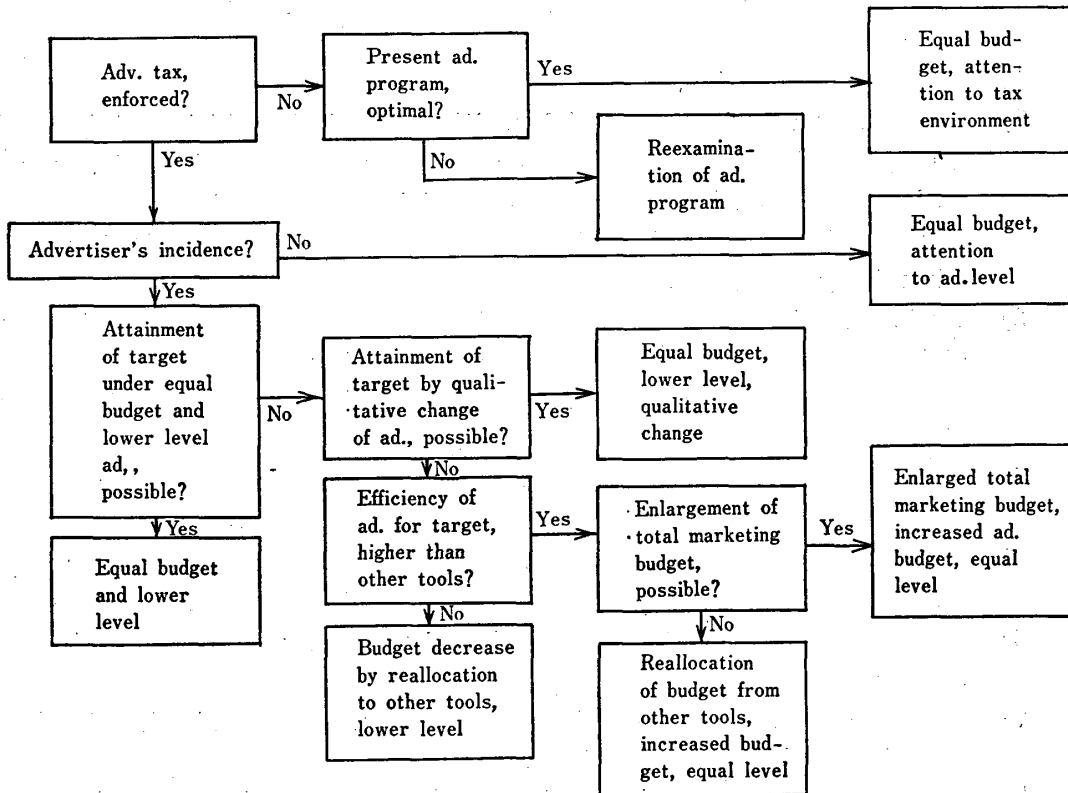 Adv. tax,
enforced?
No
Present ad.
program,
optimal?
Yes
Equal bud-
get, atten-
tion to tax
environment
No
Reexamina-
tion of ad.
program
Yes
Advertiser's incidence?
No
Equal budget,
attention
to ad. level
Yes
Attainment
of target
under equal
budget and
lower level
ad,,
possible?
No
Attainment of
target by quali-
tative change
of ad., possible?
Yes
Equal budget,
lower level,
qualitative
change
No
Yes
Equal budget
and lower
level
Efficiency of
ad. for target,
higher than
other tools?
Yes
Enlargement of
total marketing
budget,
possible?
Yes
Enlarged total
marketing budget,
increased ad.
budget, equal
level
No
Budget decrease
by reallocation
to other tools,
lower level
No
Reallocation
of budget from
other tools,
increased bud-
get, equal level